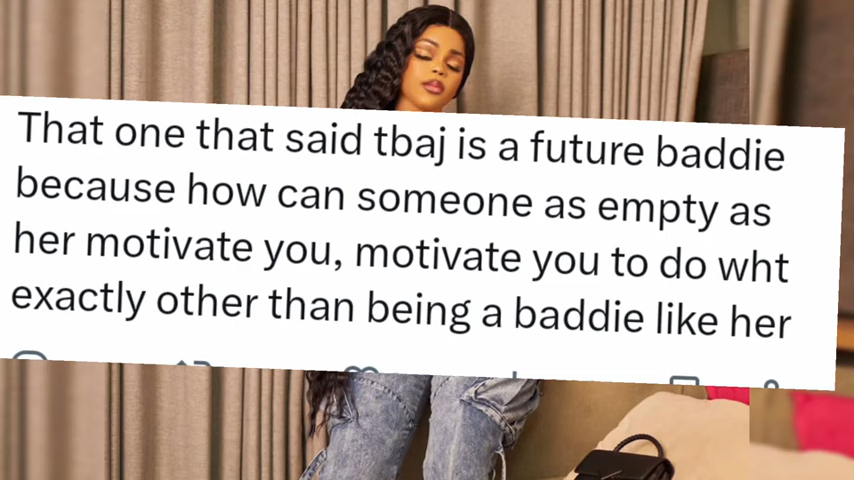 That one that said tbaj is a future baddie
because how can someone as empty as
her motivate you, motivate you to do wht
exactly other than being a baddie like her